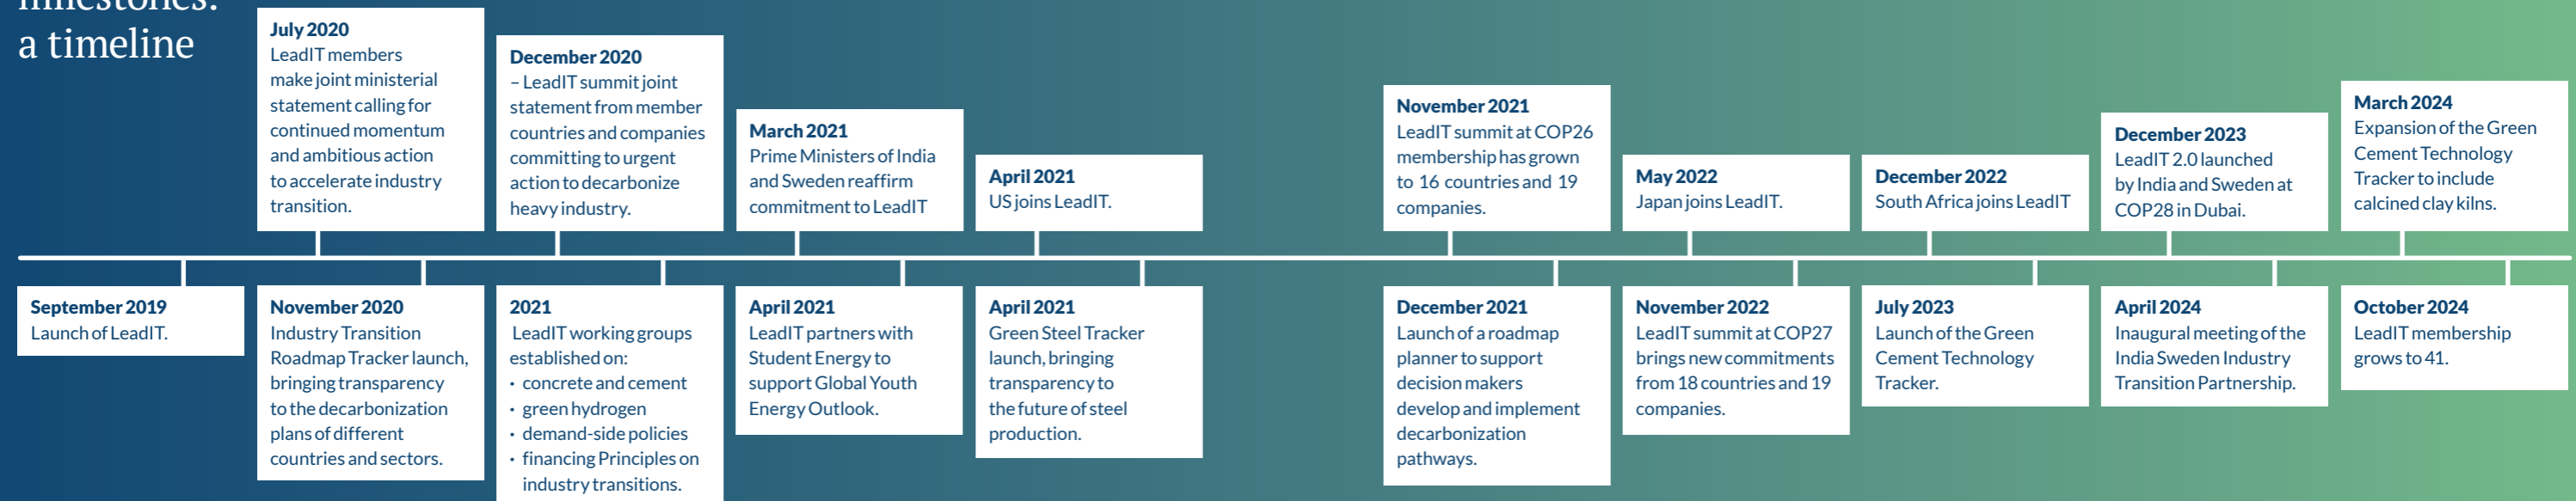 milestones:
a timeline
July 2020
LeadIT members
make joint ministerial
statement calling for
continued momentum
and ambitious action
to accelerate industry
transition.
December 2020
– LeadIT summit joint
statement from member
countries and companies
committing to urgent
action to decarbonize
heavy industry.
March 2021
Prime Ministers of India
and Sweden reaffirm
commitment to LeadIT
April 2021
US joins LeadIT.
November 2021
LeadIT summit at COP26
membership has grown
to 16 countries and 19
companies.
May 2022
Japan joins LeadIT.
December 2022
South Africa joins LeadIT
December 2023
LeadIT 2.0 launched
by India and Sweden at
COP28 in Dubai.
March 2024
Expansion of the Green
Cement Technology
Tracker to include
calcined clay kilns.
September 2019
Launch of LeadIT.
November 2020
Industry Transition
Roadmap Tracker launch,
bringing transparency
to the decarbonization
plans of different
countries and sectors.
2021
LeadIT working groups
established on:
• concrete and cement
• green hydrogen
• demand-side policies
• financing Principles on
industry transitions.
April 2021
LeadIT partners with
Student Energy to
support Global Youth
Energy Outlook.
April 2021
Green Steel Tracker
launch, bringing
transparency to
the future of steel
production.
December 2021
Launch of a roadmap
planner to support
decision makers
develop and implement
decarbonization
pathways.
November 2022
LeadIT summit at COP27
brings new commitments
from 18 countries and 19
companies.
July 2023
Launch of the Green
Cement Technology
Tracker.
April 2024
Inaugural meeting of the
India Sweden Industry
Transition Partnership.
October 2024
LeadIT membership
grows to 41.